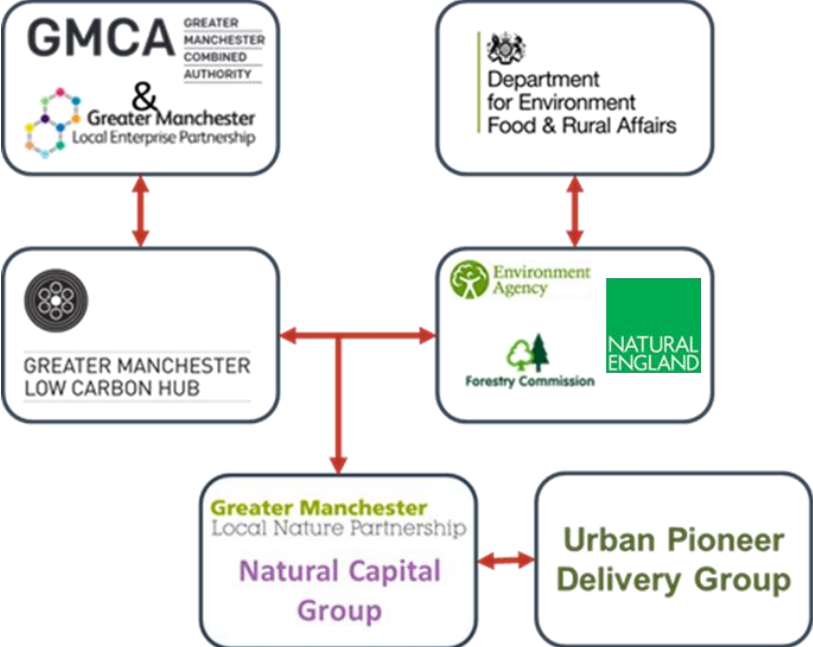 GMCA
GREATER
MANCHESTER
COMBINED
AUTHORITY
&
Greater Manchester
Local Enterprise Partnership
Department
for Environment
Food & Rural Affairs
GREATER MANCHESTER
LOW CARBON HUB
Environment
Agency
Forestry Commission
NATURAL
ENGLAND
Greater Manchester
Local Nature Partnership
Natural Capital
Group
Urban Pioneer
Delivery Group